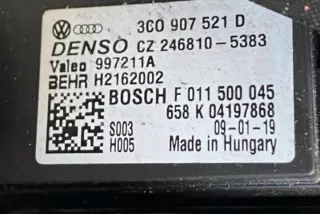 3C0 907 521 D
DENSO CZ 246810-5383
Valeo 997211A
BEHR H2162002
BOSCH F 011 500 045
658 K 04197868
S003 09-01-19
H005 Made in Hungary